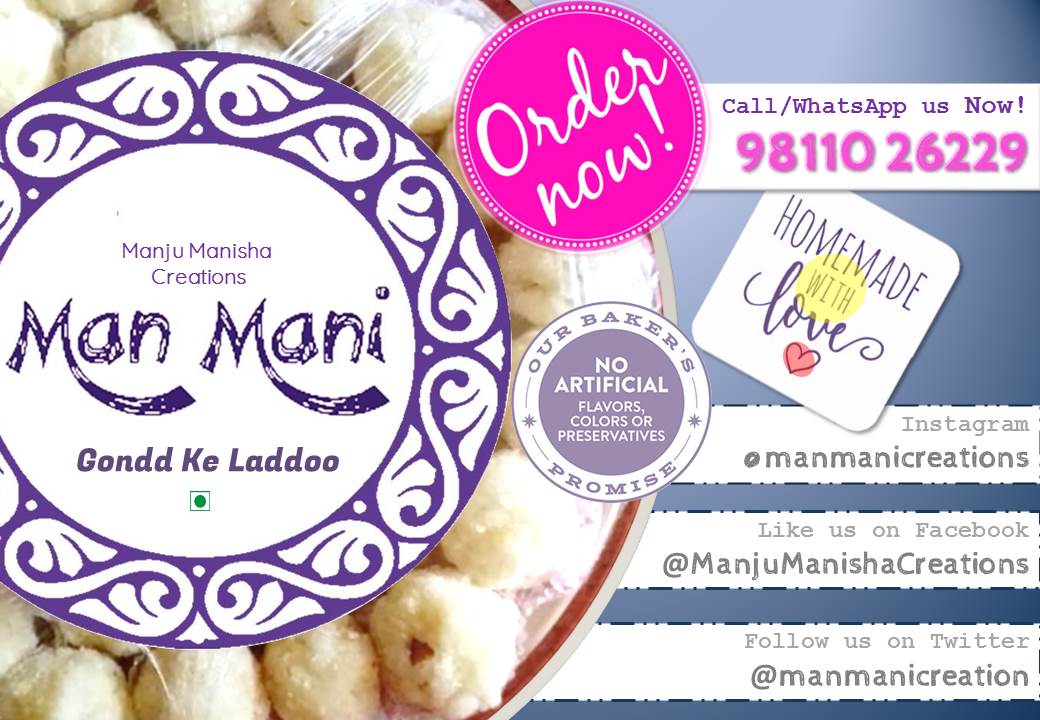 Manju Manisha
Creations
Man Mani
Gondd Ke Laddoo
Order
now!
Call/WhatsApp us Now!
98110 26229
HOMEMADE
WITH
love
OUR BAKER'S
NO
ARTIFICIAL
FLAVORS,
COLORS OR
PRESERVATIVES
PROMISE
Instagram
@manmanicreations
Like us on Facebook
@ManjuManishaCreations
Follow us on Twitter
@manmanicreation